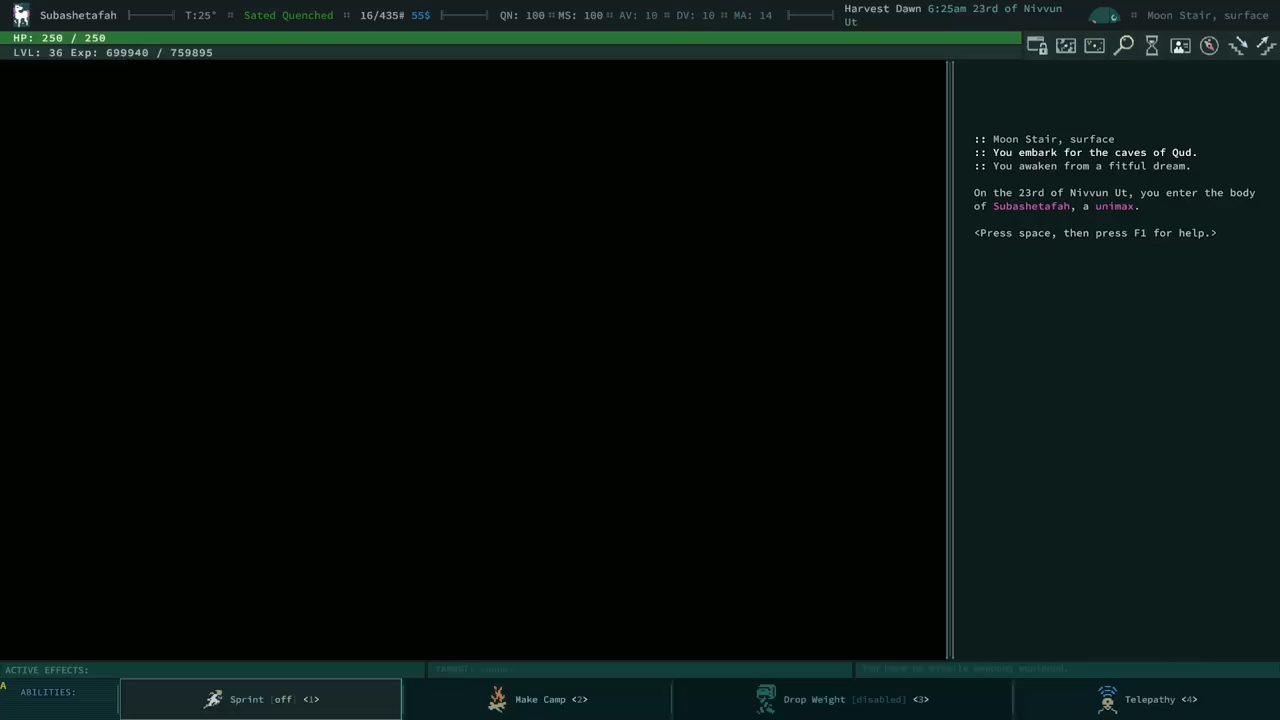 Subashetafah T:25° Sated Quenched 16/435# 55$ QN: 100 MS: 100 AV: 10 DV: 10 MA: 14 Harvest Dawn 6:25am 23rd of Nivvun Ut Moon Stair, surface
HP: 250 / 250
LVL: 36 Exp: 699940 / 759895
:: Moon Stair, surface
:: You embark for the caves of Qud.
:: You awaken from a fitful dream.
On the 23rd of Nivvun Ut, you enter the body
of Subashetafah, a unimax.
<Press space, then press F1 for help.>
ACTIVE EFFECTS:
A
ABILITIES: Sprint [off] <1> Make Camp <2> Drop Weight [disabled] <3> Telepathy <4>